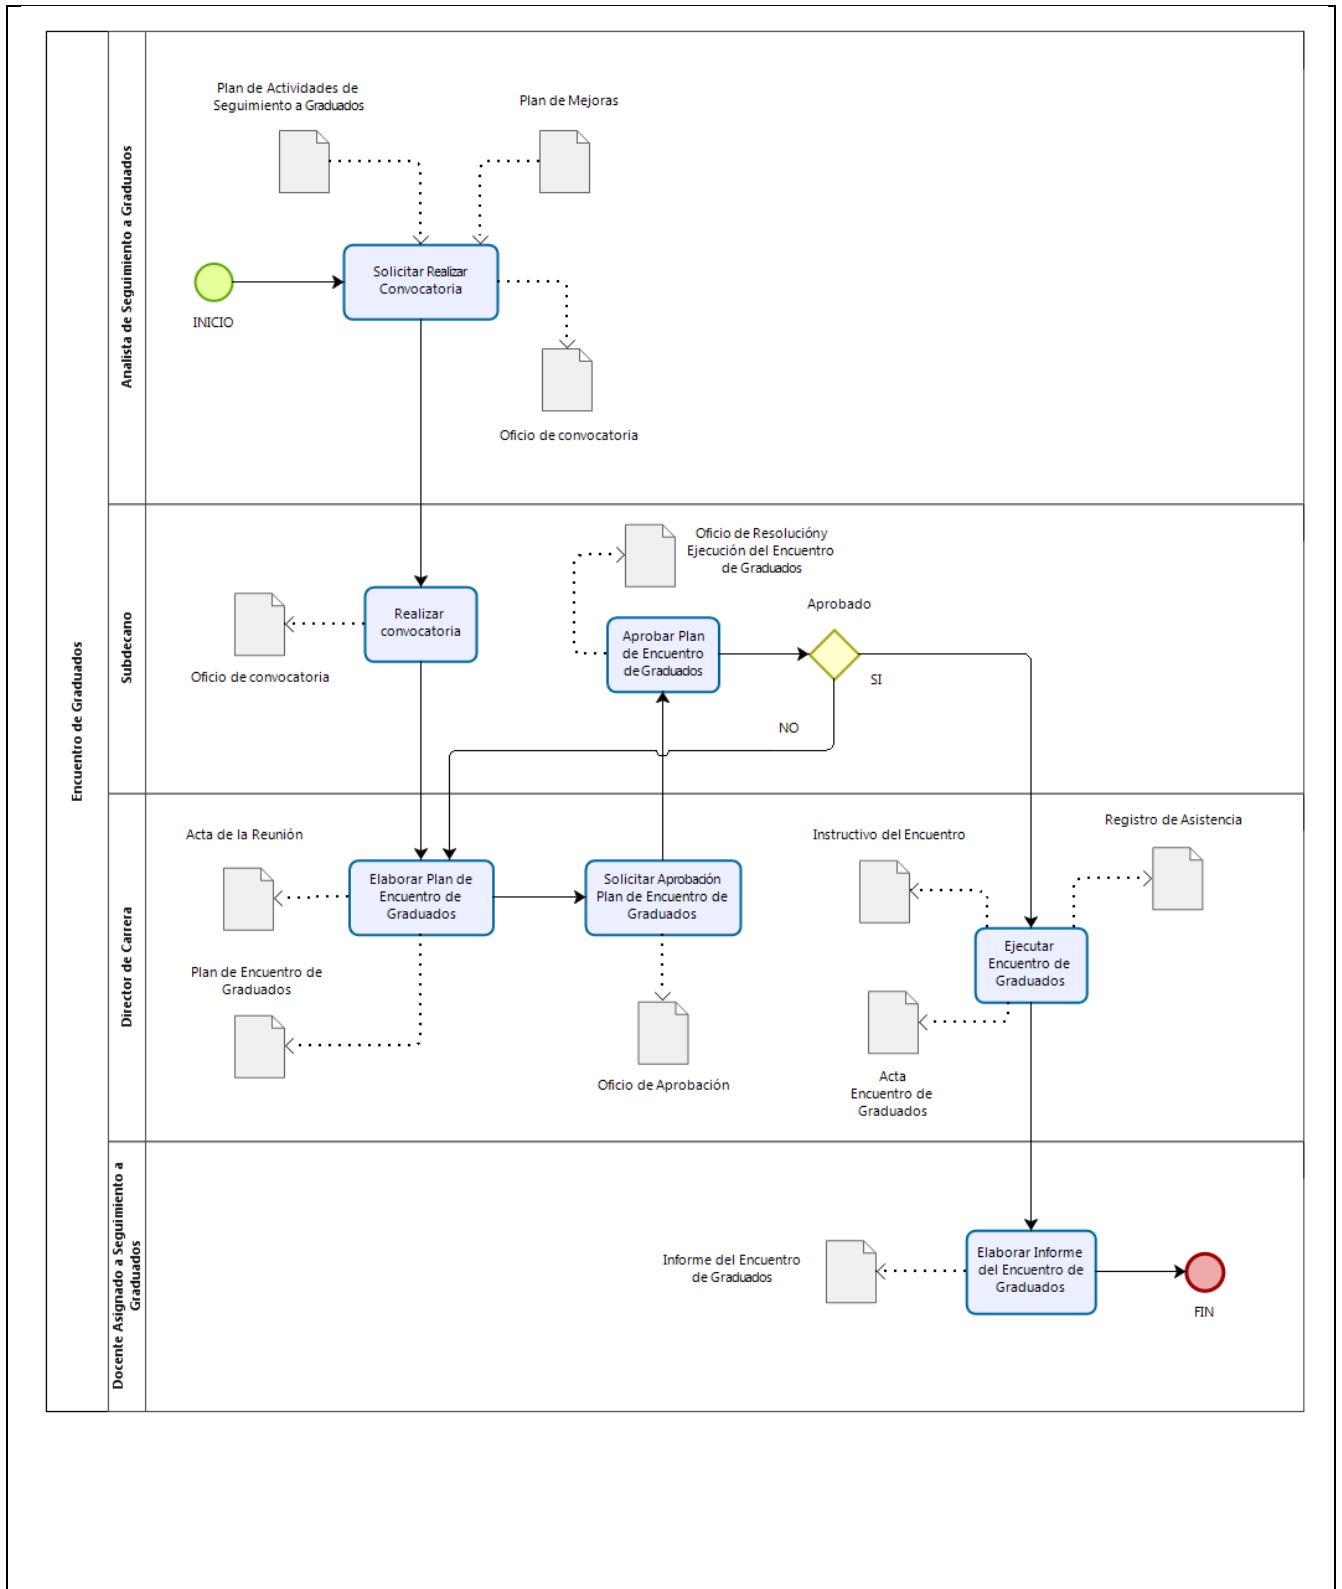 Encuentro de Graduados
Analista de Seguimiento a Graduados
Plan de Actividades de
Seguimiento a Graduados
Plan de Mejoras
Solicitar Realizar
Convocatoria
INICIO
Oficio de convocatoria
Subdecano
Oficio de Resolucióny
Ejecución del Encuentro
de Graduados
Aprobado
Realizar
convocatoria
Aprobar Plan
de Encuentro
de Graduados
Oficio de convocatoria
SI
NO
Director de Carrera
Acta de la Reunión
Instructivo del Encuentro
Registro de Asistencia
Elaborar Plan de
Encuentro de
Graduados
Solicitar Aprobación
Plan de Encuentro de
Graduados
Ejecutar
Encuentro de
Graduados
Plan de Encuentro de
Graduados
Oficio de Aprobación
Acta
Encuentro de
Graduados
Docente Asignado a Seguimiento a
Graduados
Informe del Encuentro
de Graduados
Elaborar Informe
del Encuentro de
Graduados
FIN